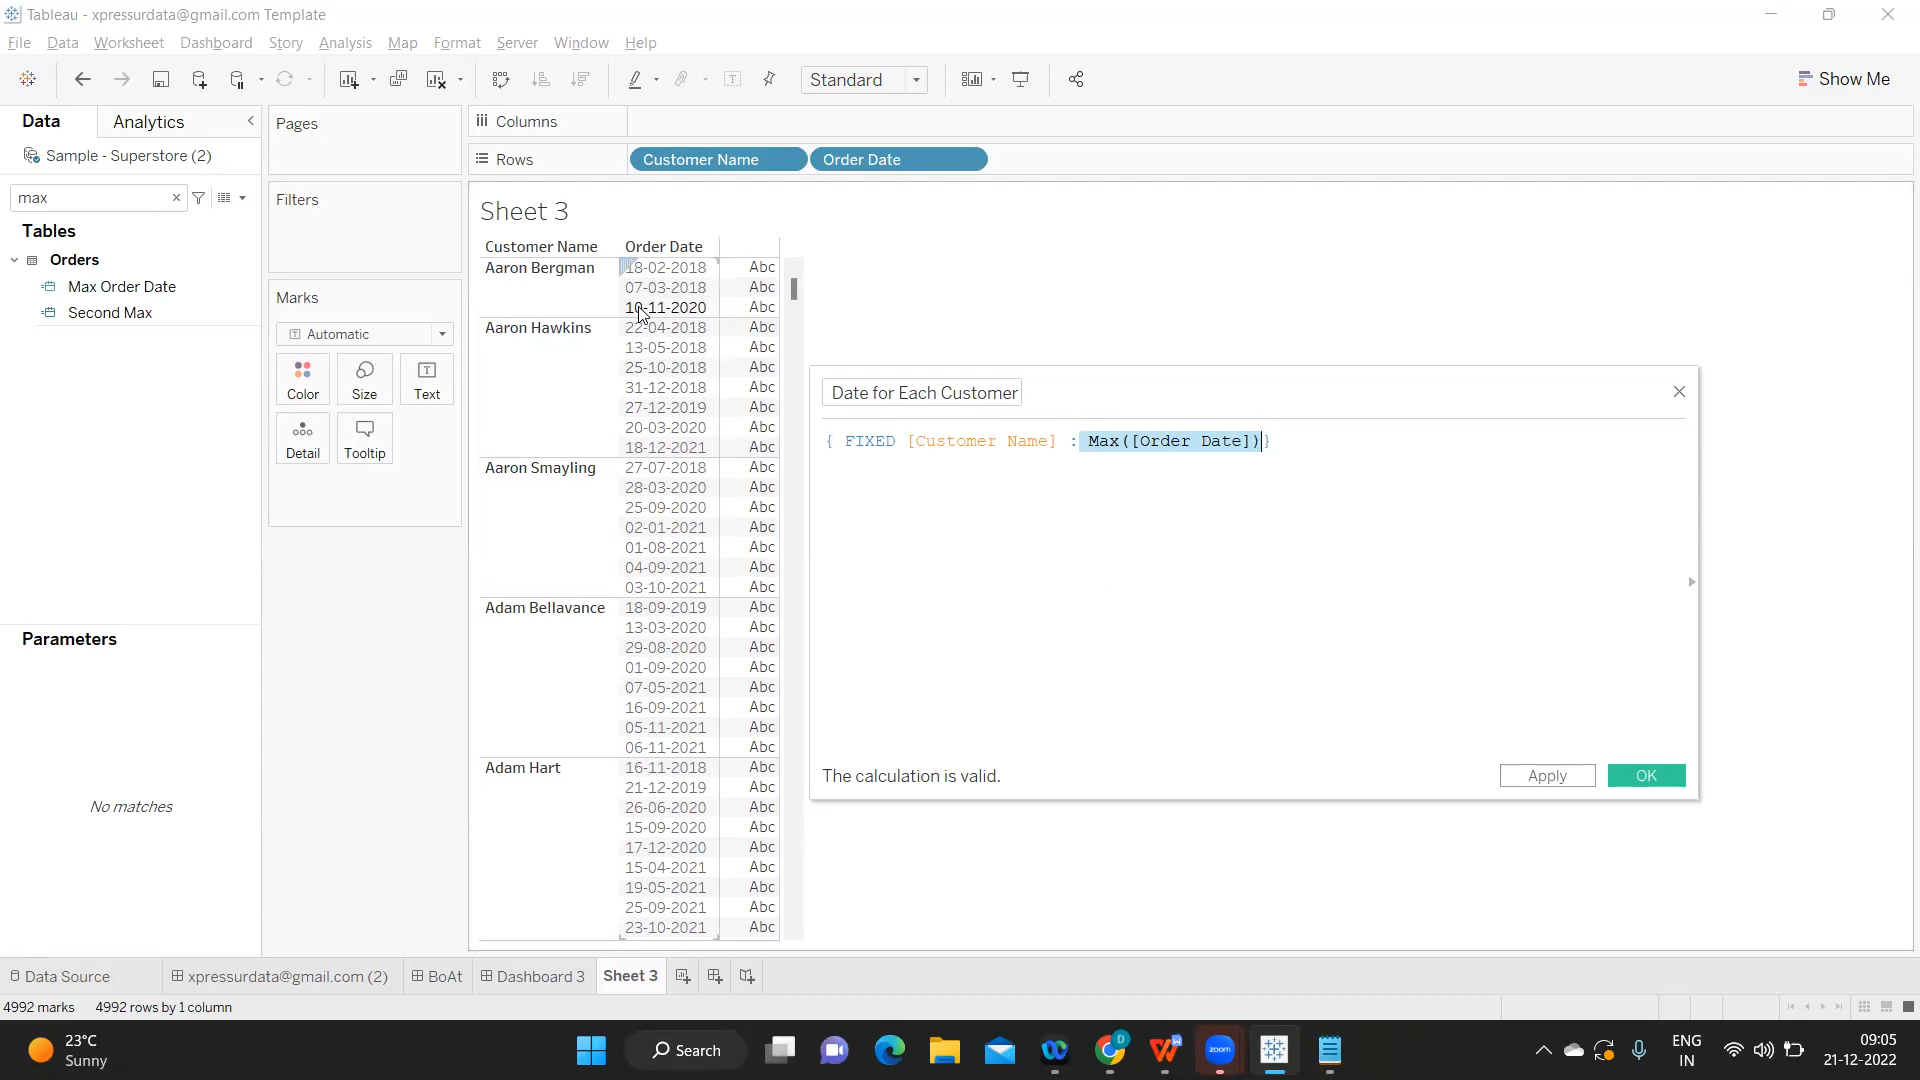 Tableau - xpressurdata@gmail.com Template
File Data Worksheet Dashboard Story Analysis Map Format Server Window Help
Standard
Show Me
Data Analytics
Sample - Superstore (2)
max
Tables
Orders
Max Order Date
Second Max
Parameters
No matches
Pages
Filters
Marks
Automatic
Color Size Text
Detail Tooltip
Columns
Rows Customer Name Order Date
Sheet 3
Customer Name Order Date
Aaron Bergman 18-02-2018 Abc
07-03-2018 Abc
10-11-2020 Abc
Aaron Hawkins 22-04-2018 Abc
13-05-2018 Abc
25-10-2018 Abc
31-12-2018 Abc
27-12-2019 Abc
20-03-2020 Abc
18-12-2021 Abc
Aaron Smayling 27-07-2018 Abc
28-03-2020 Abc
25-09-2020 Abc
02-01-2021 Abc
01-08-2021 Abc
04-09-2021 Abc
03-10-2021 Abc
Adam Bellavance 18-09-2019 Abc
13-03-2020 Abc
29-08-2020 Abc
01-09-2020 Abc
07-05-2021 Abc
16-09-2021 Abc
05-11-2021 Abc
06-11-2021 Abc
Adam Hart 16-11-2018 Abc
21-12-2019 Abc
26-06-2020 Abc
15-09-2020 Abc
17-12-2020 Abc
15-04-2021 Abc
19-05-2021 Abc
25-09-2021 Abc
23-10-2021 Abc
Date for Each Customer
{ FIXED [Customer Name] : Max([Order Date])}
The calculation is valid.
Apply OK
Data Source xpressurdata@gmail.com (2) BoAt Dashboard 3 Sheet 3
4992 marks 4992 rows by 1 column
23°C
Sunny
Search
D
zoom
ENG
IN
09:05
21-12-2022